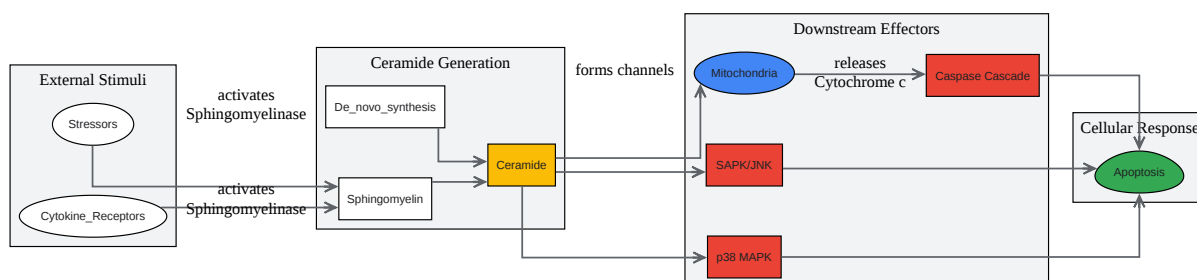 External Stimuli
Stressors
Cytokine_Receptors
activates
Sphingomyelinase
activates
Sphingomyelinase
Ceramide Generation
De_novo_synthesis
Sphingomyelin
Ceramide
forms channels
Downstream Effectors
Mitochondria
releases
Cytochrome c
Caspase Cascade
SAPK/JNK
p38 MAPK
Cellular Response
Apoptosis